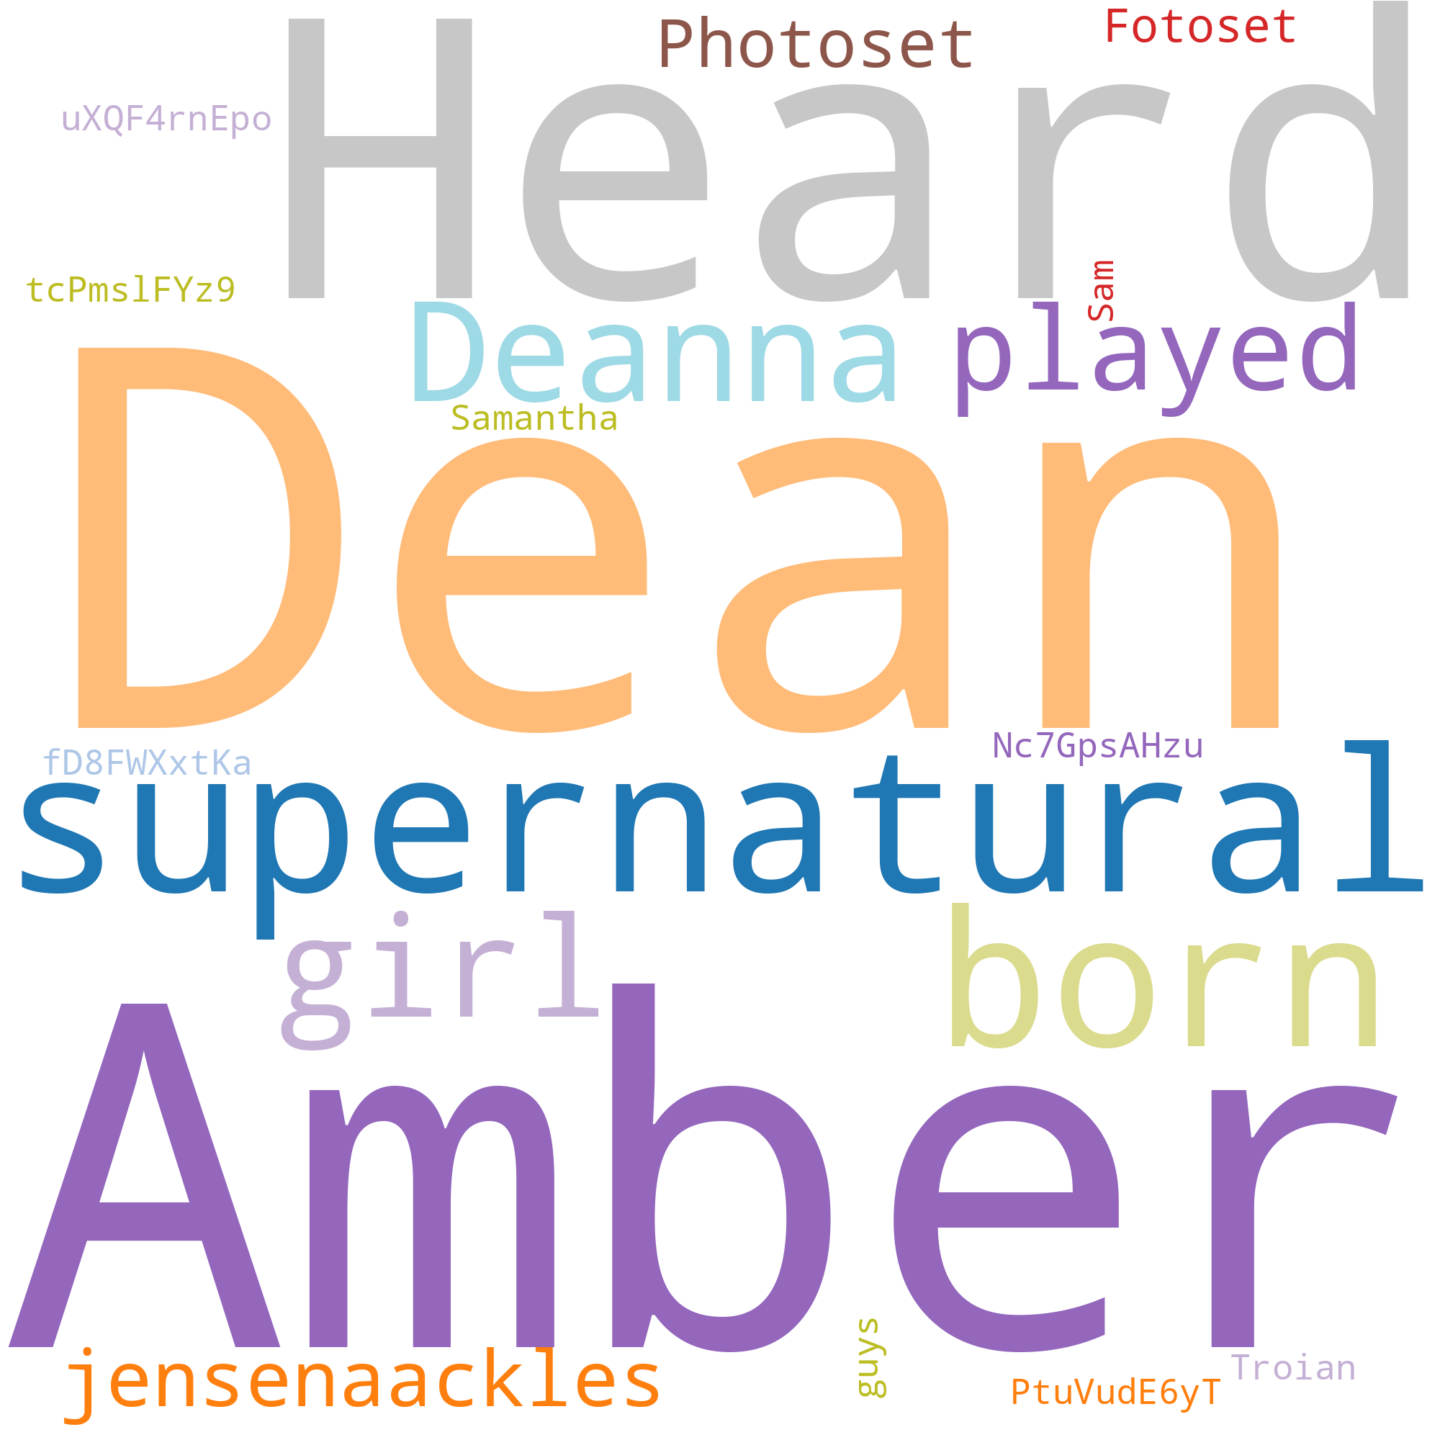 Photoset
Fotoset
Heard
uXQF4rnEpo
tcPmslFYz9
Sam
Deanna
played
Samantha
Dean
Nc7GpsAHzu
fD8FWXxtKa
supernatural
girl
born
Amber
jensenaackles
guys
Troian
PtuVudE6yT